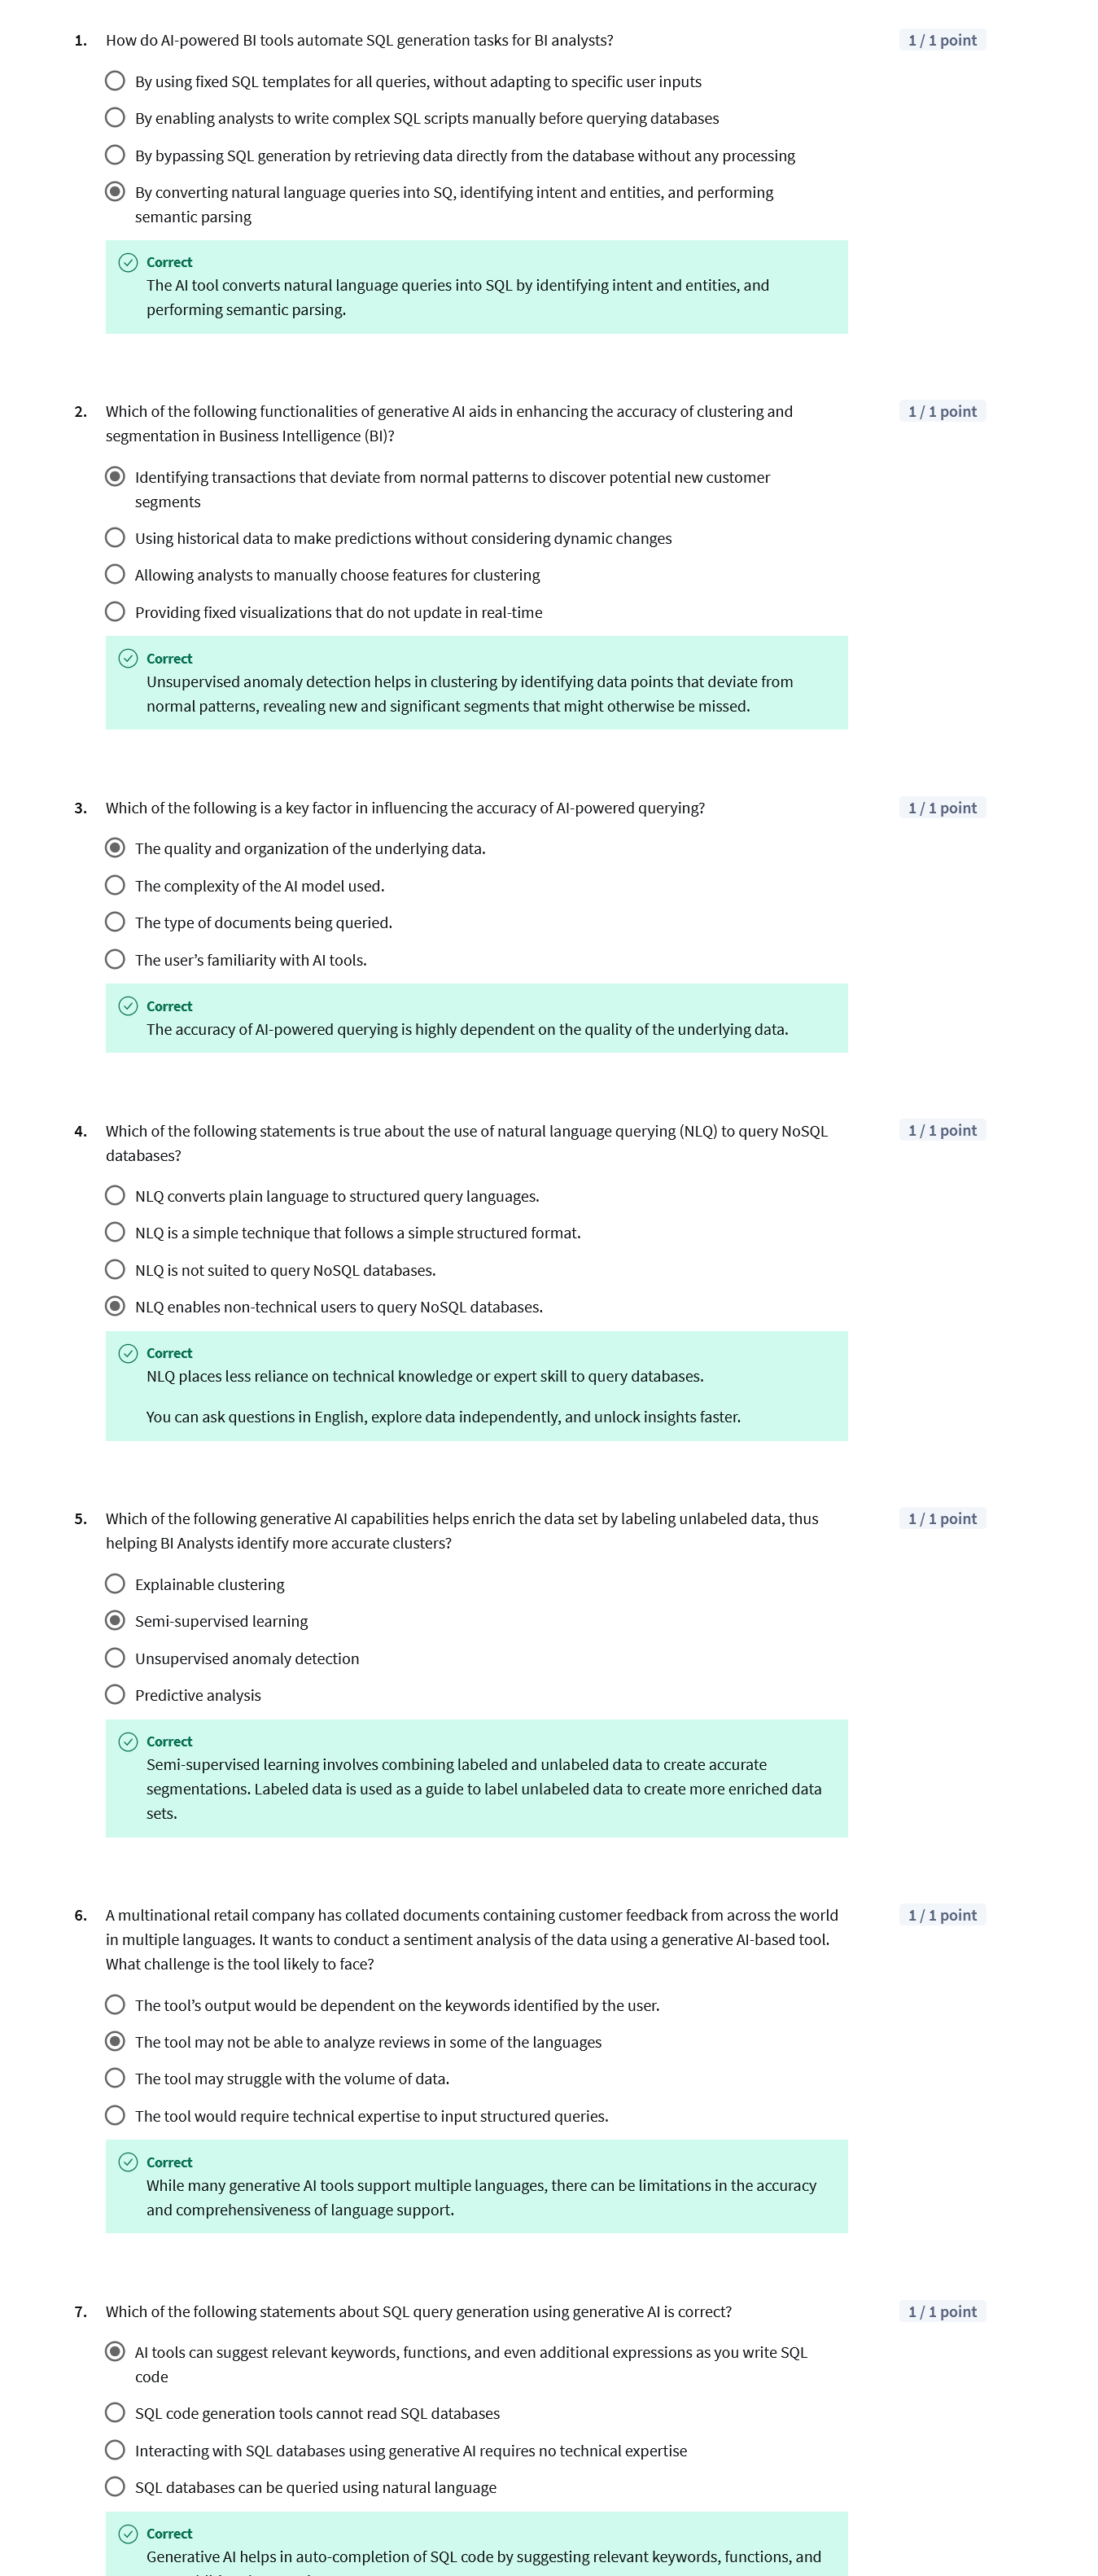 1. How do AI-powered BI tools automate SQL generation tasks for BI analysts? 1 / 1 point
By using fixed SQL templates for all queries, without adapting to specific user inputs
By enabling analysts to write complex SQL scripts manually before querying databases
By bypassing SQL generation by retrieving data directly from the database without any processing
By converting natural language queries into SQ, identifying intent and entities, and performing
semantic parsing
Correct
The AI tool converts natural language queries into SQL by identifying intent and entities, and
performing semantic parsing.
2. Which of the following functionalities of generative AI aids in enhancing the accuracy of clustering and 1 / 1 point
segmentation in Business Intelligence (BI)?
Identifying transactions that deviate from normal patterns to discover potential new customer
segments
Using historical data to make predictions without considering dynamic changes
Allowing analysts to manually choose features for clustering
Providing fixed visualizations that do not update in real-time
Correct
Unsupervised anomaly detection helps in clustering by identifying data points that deviate from
normal patterns, revealing new and significant segments that might otherwise be missed.
3. Which of the following is a key factor in influencing the accuracy of AI-powered querying? 1 / 1 point
The quality and organization of the underlying data.
The complexity of the AI model used.
The type of documents being queried.
The user’s familiarity with AI tools.
Correct
The accuracy of AI-powered querying is highly dependent on the quality of the underlying data.
4. Which of the following statements is true about the use of natural language querying (NLQ) to query NoSQL 1 / 1 point
databases?
NLQ converts plain language to structured query languages.
NLQ is a simple technique that follows a simple structured format.
NLQ is not suited to query NoSQL databases.
NLQ enables non-technical users to query NoSQL databases.
Correct
NLQ places less reliance on technical knowledge or expert skill to query databases.
You can ask questions in English, explore data independently, and unlock insights faster.
5. Which of the following generative AI capabilities helps enrich the data set by labeling unlabeled data, thus 1 / 1 point
helping BI Analysts identify more accurate clusters?
Explainable clustering
Semi-supervised learning
Unsupervised anomaly detection
Predictive analysis
Correct
Semi-supervised learning involves combining labeled and unlabeled data to create accurate
segmentations. Labeled data is used as a guide to label unlabeled data to create more enriched data
sets.
6. A multinational retail company has collated documents containing customer feedback from across the world 1 / 1 point
in multiple languages. It wants to conduct a sentiment analysis of the data using a generative AI-based tool.
What challenge is the tool likely to face?
The tool’s output would be dependent on the keywords identified by the user.
The tool may not be able to analyze reviews in some of the languages
The tool may struggle with the volume of data.
The tool would require technical expertise to input structured queries.
Correct
While many generative AI tools support multiple languages, there can be limitations in the accuracy
and comprehensiveness of language support.
7. Which of the following statements about SQL query generation using generative AI is correct? 1 / 1 point
AI tools can suggest relevant keywords, functions, and even additional expressions as you write SQL
code
SQL code generation tools cannot read SQL databases
Interacting with SQL databases using generative AI requires no technical expertise
SQL databases can be queried using natural language
Correct
Generative AI helps in auto-completion of SQL code by suggesting relevant keywords, functions, and